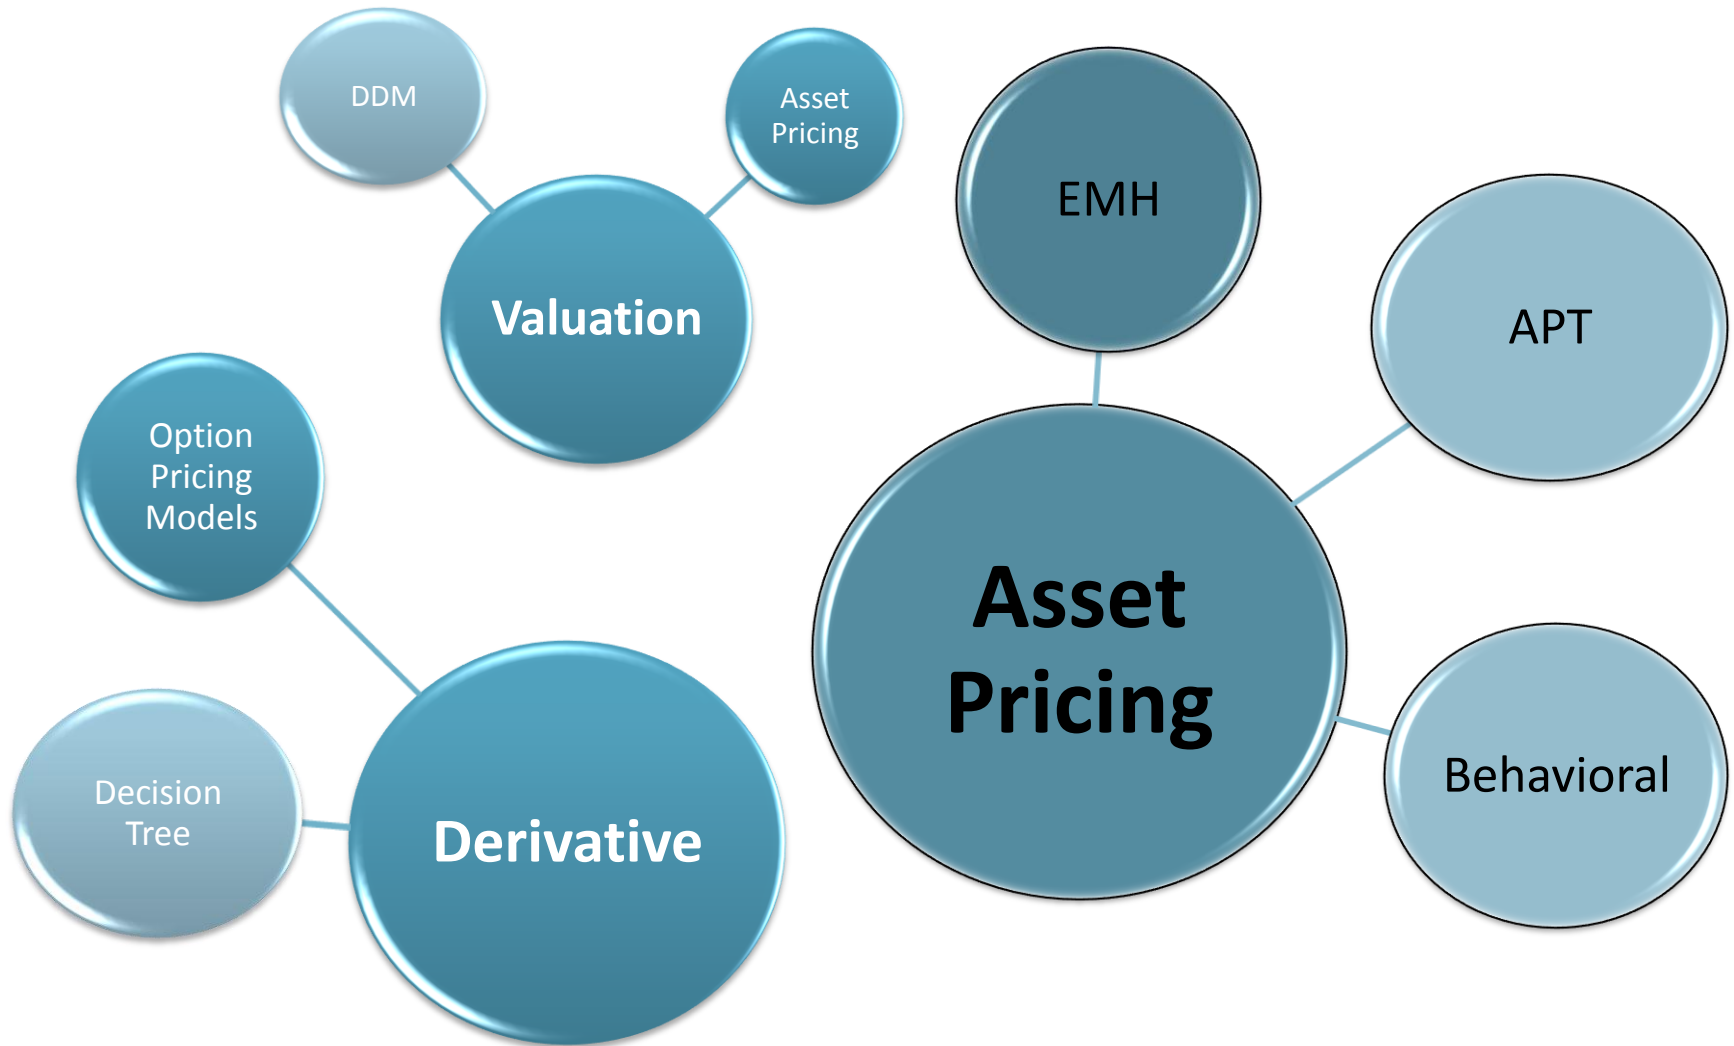 DDM
Asset
Pricing
Valuation
Option
Pricing
Models
Decision
Tree
Derivative
EMH
APT
Asset
Pricing
Behavioral